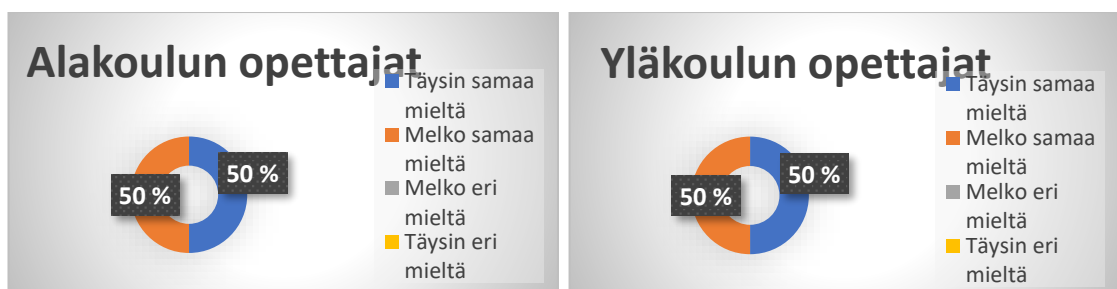 Alakoulun opettajat
Täysin samaa
mieltä
Melko samaa
mieltä
Melko eri
mieltä
Täysin eri
mieltä
50 %
50 %
Yläkoulun opettajat
Täysin samaa
mieltä
Melko samaa
mieltä
Melko eri
mieltä
Täysin eri
mieltä
50 %
50 %